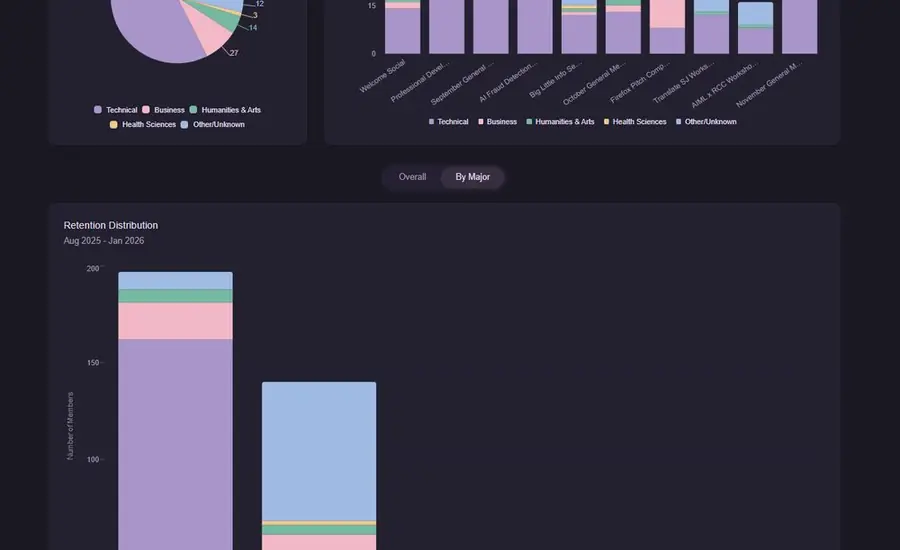 12
3
14
27
Technical Business Humanities & Arts
Health Sciences Other/Unknown
15
0
Welcome Social
Professional Devel...
September General ...
AI Fraud Detection...
Big Little Info Se...
October General Me...
Firefox Pitch Comp...
Translate SJ Works...
AIML x RCC Worksho...
November General M...
Technical Business Humanities & Arts Health Sciences Other/Unknown
Overall By Major
Retention Distribution
Aug 2025 - Jan 2026
200
150
100
Number of Members